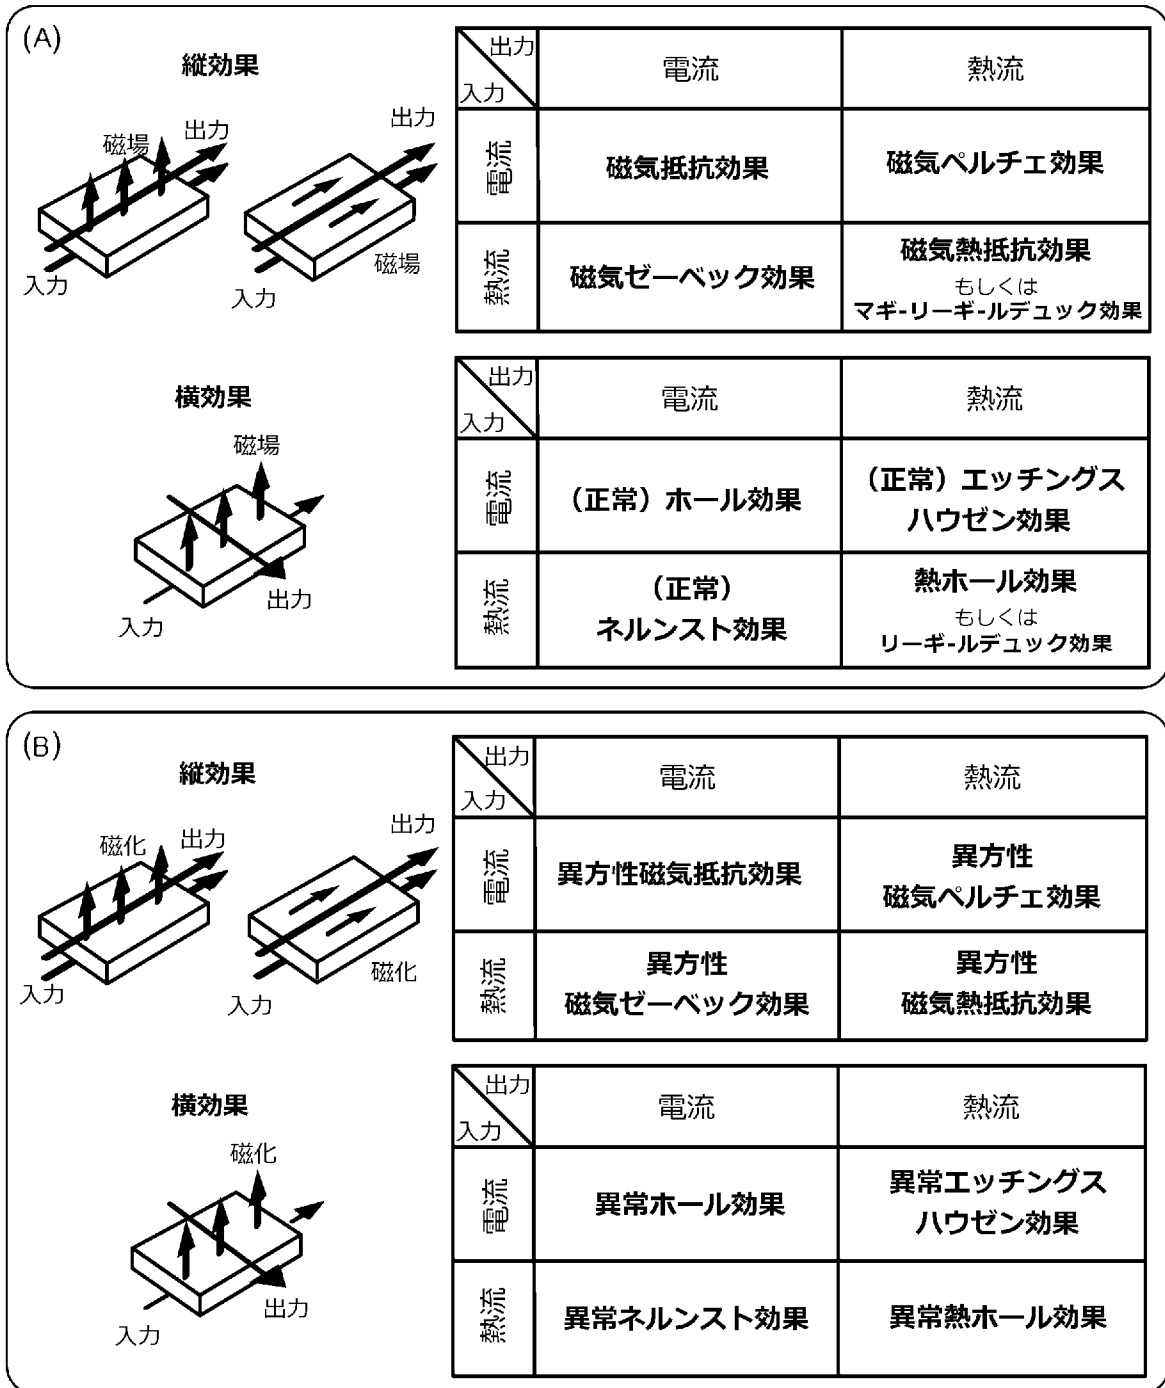 (A)
縦効果
磁場
出力
入力
出力
磁場
入力
出力
入力
電流
熱流
電流
磁気抵抗効果
磁気ペルチェ効果
熱流
磁気ゼーベック効果
磁気熱抵抗効果
もしくは
マギ-リーギ-ルデュック効果
横効果
磁場
出力
入力
出力
入力
電流
熱流
電流
（正常）ホール効果
（正常）エッチングス
ハウゼン効果
熱流
（正常）
ネルンスト効果
熱ホール効果
もしくは
リーギ-ルデュック効果
(B)
縦効果
磁化
出力
入力
出力
磁化
入力
出力
入力
電流
熱流
電流
異方性磁気抵抗効果
異方性
磁気ペルチェ効果
熱流
異方性
磁気ゼーベック効果
異方性
磁気熱抵抗効果
横効果
磁化
出力
入力
出力
入力
電流
熱流
電流
異常ホール効果
異常エッチングス
ハウゼン効果
熱流
異常ネルンスト効果
異常熱ホール効果